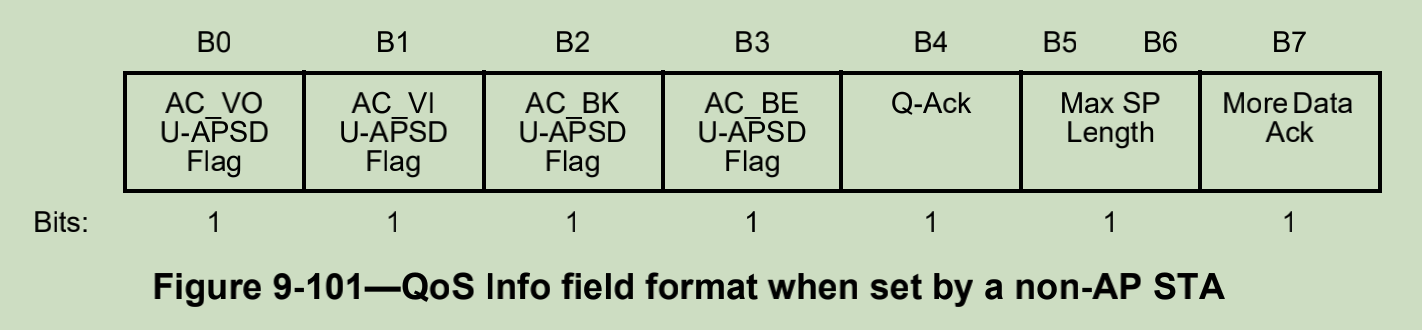 B0 B1 B2 B3 B4 B5 B6 B7
AC_VO AC_VI AC_BK AC_BE Q-Ack Max SP More Data
U-APSD U-APSD U-APSD U-APSD Length Ack
Flag Flag Flag Flag
Bits: 1 1 1 1 1 1 1
Figure 9-101—QoS Info field format when set by a non-AP STA